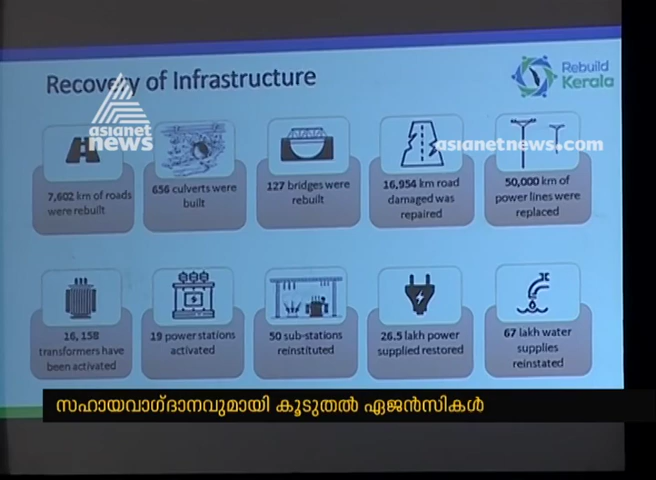 Recovery of Infrastructure
Rebuild
Kerala
asianet
news
asianetnews.com
7,602 km of roads
were rebuilt
656 culverts were
built
127 bridges were
rebuilt
16,954 km road
damaged was
repaired
50,000 km of
power lines were
replaced
16, 158
transformers have
been activated
19 power stations
activated
50 sub-stations
reinstituted
26.5 lakh power
supplied restored
67 lakh water
supplies
reinstated
സഹായവാഗ്ദാനവുമായി കൂടുതൽ ഏജൻസികൾ